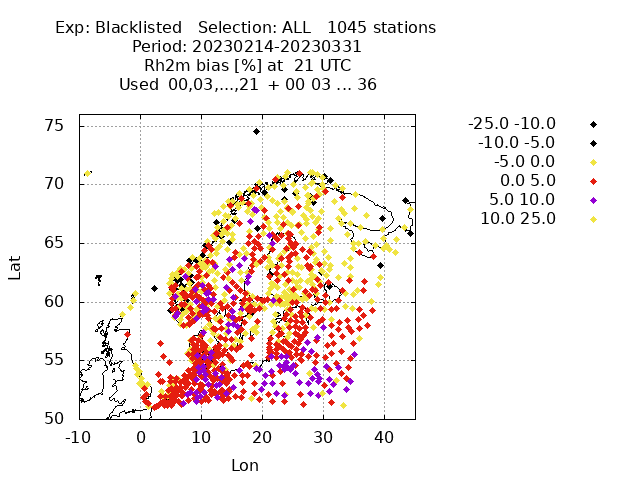 Exp: Blacklisted   Selection: ALL   1045 stations
Period: 20230214-20230331
Rh2m bias [%] at  21 UTC
Used  00,03,...,21  + 00 03 ... 36
-25.0 -10.0
-10.0 -5.0
-5.0 0.0
0.0 5.0
5.0 10.0
10.0 25.0
75
70
65
60
55
50
Lat
-10 0 10 20 30 40
Lon